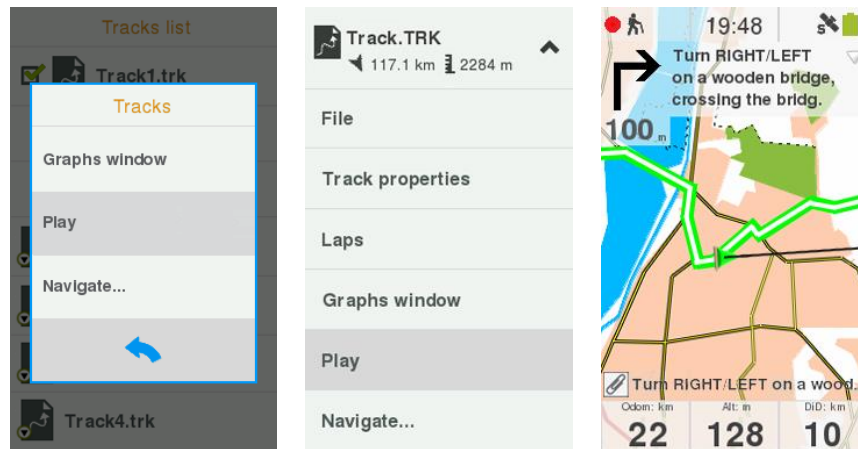 Tracks list
Track1.trk
Tracks
Graphs window
Play
Navigate...
Track4.trk
Track.TRK
117.1 km 2284 m
File
Track properties
Laps
Graphs window
Play
Navigate...
19:48
S
Turn RIGHT/LEFT
on a wooden bridge,
crossing the bridg.
100 m
Turn RIGHT/LEFT on a wood.
Odom: km Alt: m DiD: km
22 128 10